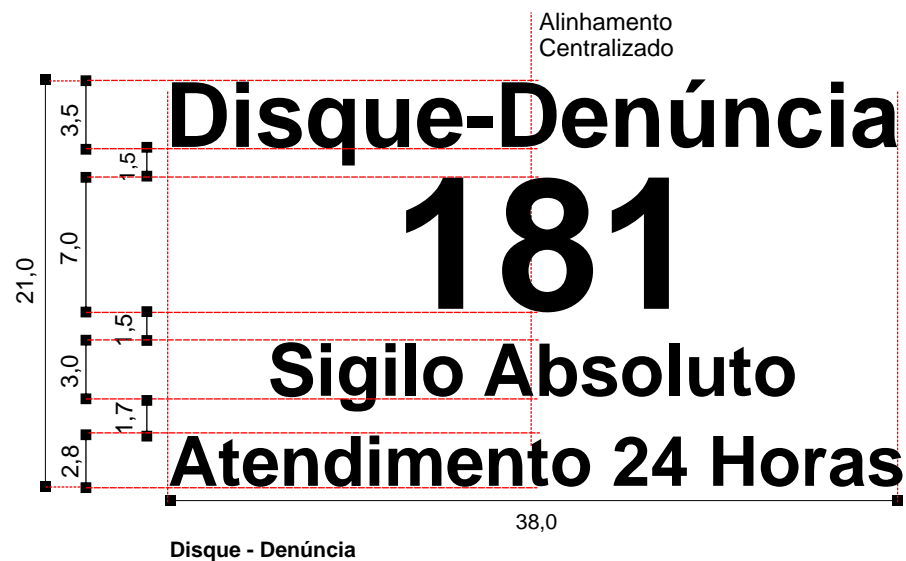 Alinhamento
Centralizado
3,5
Disque-Denúncia
1,5
181
7,0
21,0
1,5
3,0
Sigilo Absoluto
1,7
2,8
Atendimento 24 Horas
38,0
Disque - Denúncia